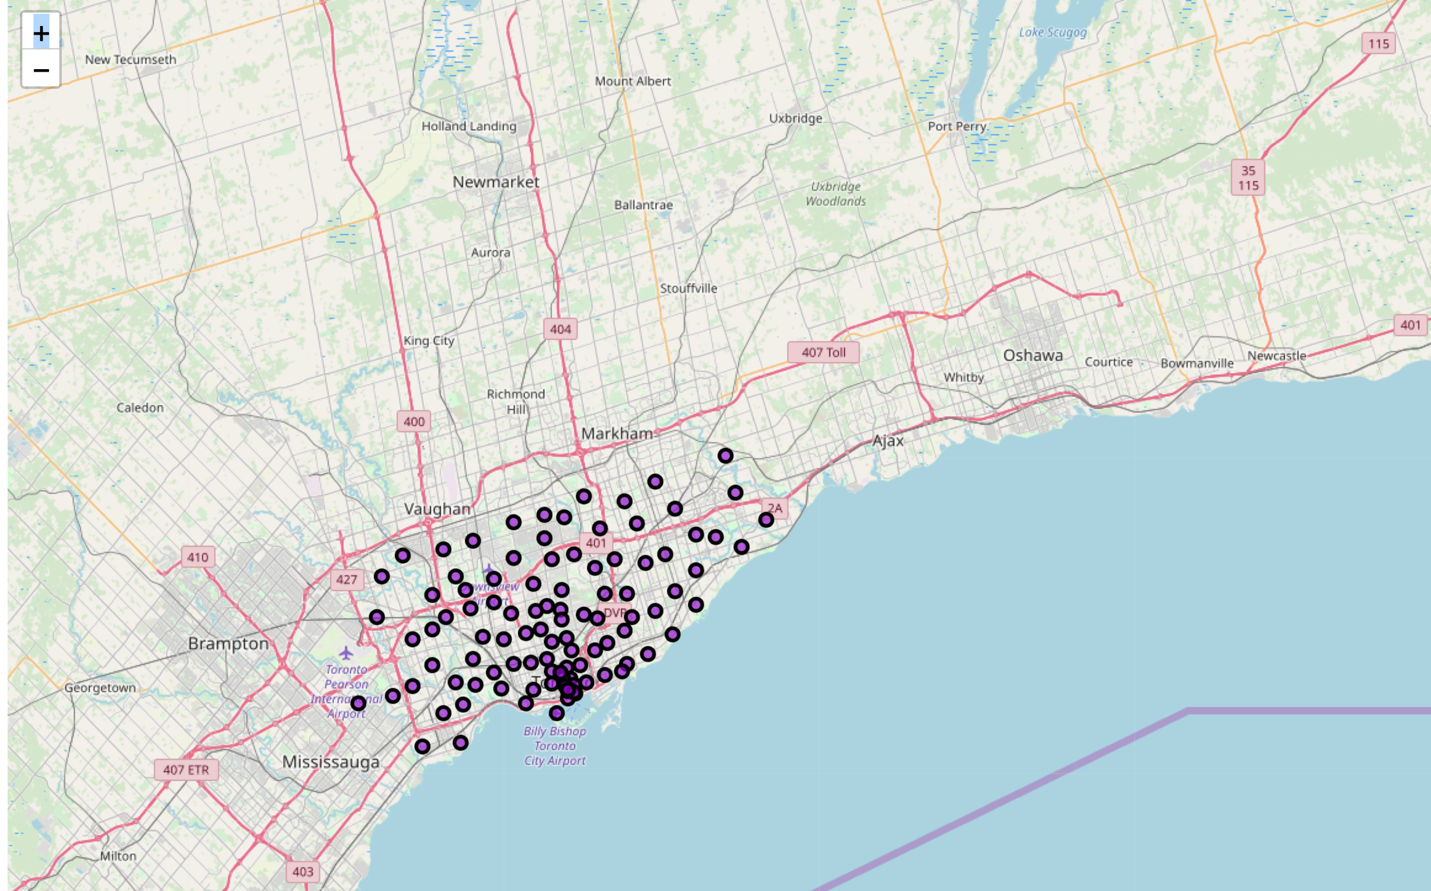 +
−
New Tecumseth
Lake Scugog
115
Mount Albert
Holland Landing
Uxbridge
Port Perry
Newmarket
35
115
Uxbridge
Woodlands
Ballantrae
Aurora
Stouffville
404
King City
407 Toll
401
Oshawa
Courtice
Bowmanville
Newcastle
Whitby
Richmond
Hill
Caledon
400
Markham
Ajax
Vaughan
2A
401
410
427
DVP
Brampton
Toronto
Pearson
International
Airport
Georgetown
Billy Bishop
Toronto
City Airport
Mississauga
407 ETR
Milton
403